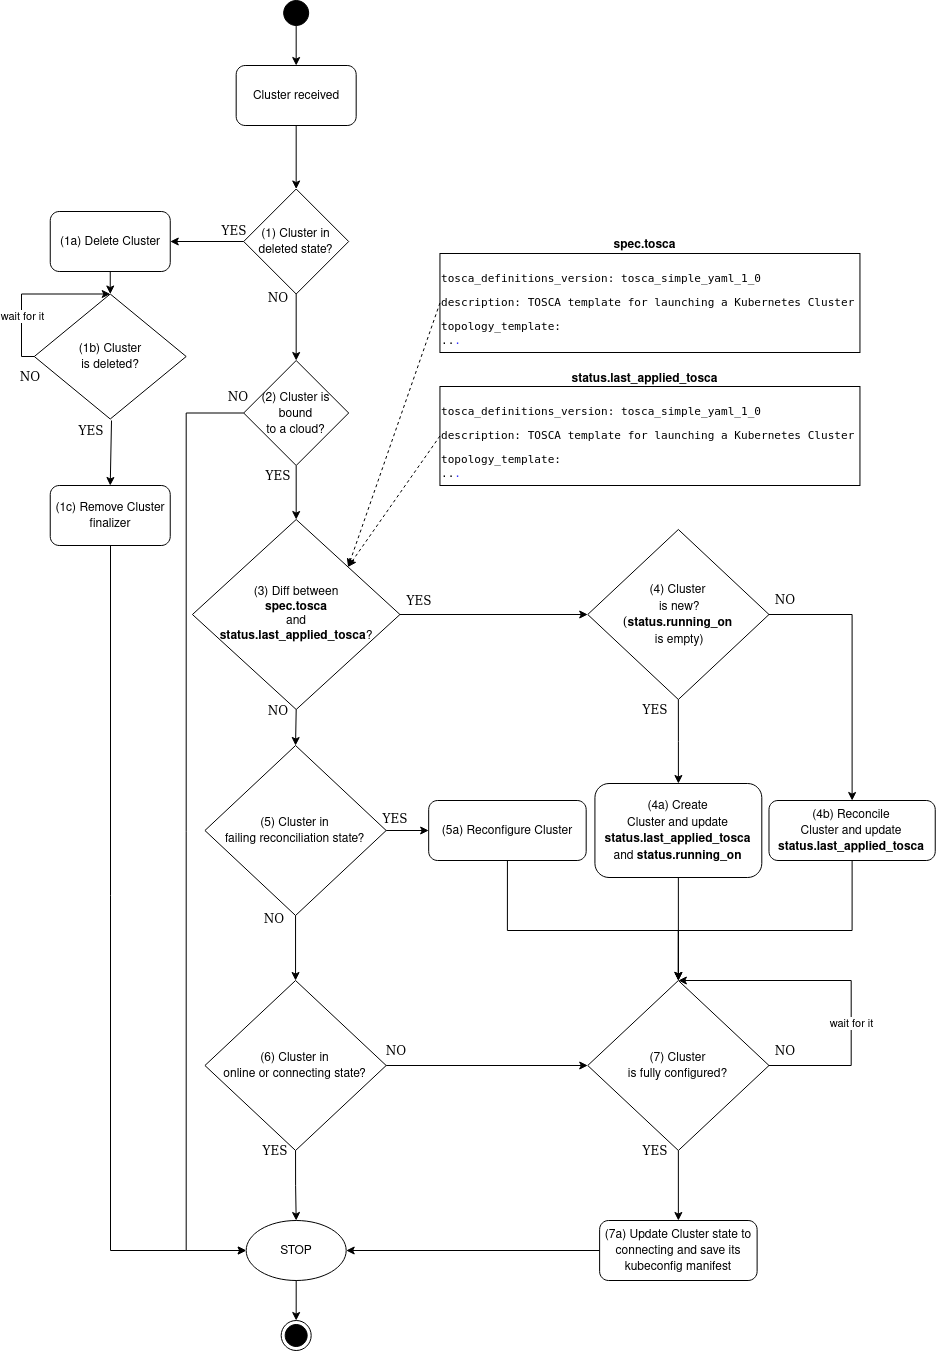 Cluster received
YES
(1) Cluster in
deleted state?
(1a) Delete Cluster
NO
wait for it
(1b) Cluster
is deleted?
NO
YES
(1c) Remove Cluster
finalizer
spec.tosca
tosca_definitions_version: tosca_simple_yaml_1_0
description: TOSCA template for launching a Kubernetes Cluster
topology_template:
...
status.last_applied_tosca
tosca_definitions_version: tosca_simple_yaml_1_0
description: TOSCA template for launching a Kubernetes Cluster
topology_template:
...
NO
(2) Cluster is
bound
to a cloud?
YES
(3) Diff between
spec.tosca
and
status.last_applied_tosca?
YES
NO
(4) Cluster
is new?
(status.running_on
is empty)
NO
YES
(5) Cluster in
failing reconciliation state?
YES
NO
(5a) Reconfigure Cluster
(4a) Create
Cluster and update
status.last_applied_tosca
and status.running_on
(4b) Reconcile
Cluster and update
status.last_applied_tosca
(6) Cluster in
online or connecting state?
NO
YES
(7) Cluster
is fully configured?
NO
wait for it
YES
(7a) Update Cluster state to
connecting and save its
kubeconfig manifest
STOP